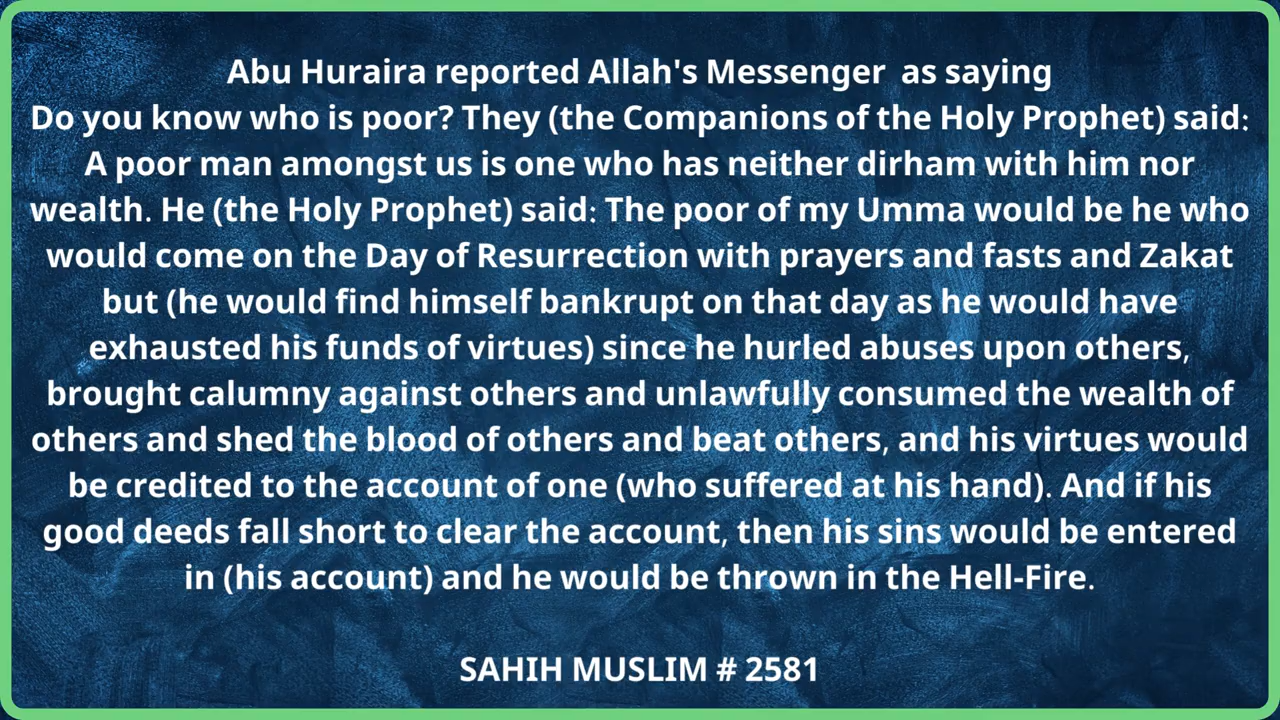 Abu Huraira reported Allah's Messenger  as saying
Do you know who is poor? They (the Companions of the Holy Prophet) said:
A poor man amongst us is one who has neither dirham with him nor
wealth. He (the Holy Prophet) said: The poor of my Umma would be he who
would come on the Day of Resurrection with prayers and fasts and Zakat
but (he would find himself bankrupt on that day as he would have
exhausted his funds of virtues) since he hurled abuses upon others,
brought calumny against others and unlawfully consumed the wealth of
others and shed the blood of others and beat others, and his virtues would
be credited to the account of one (who suffered at his hand). And if his
good deeds fall short to clear the account, then his sins would be entered
in (his account) and he would be thrown in the Hell-Fire.
SAHIH MUSLIM # 2581